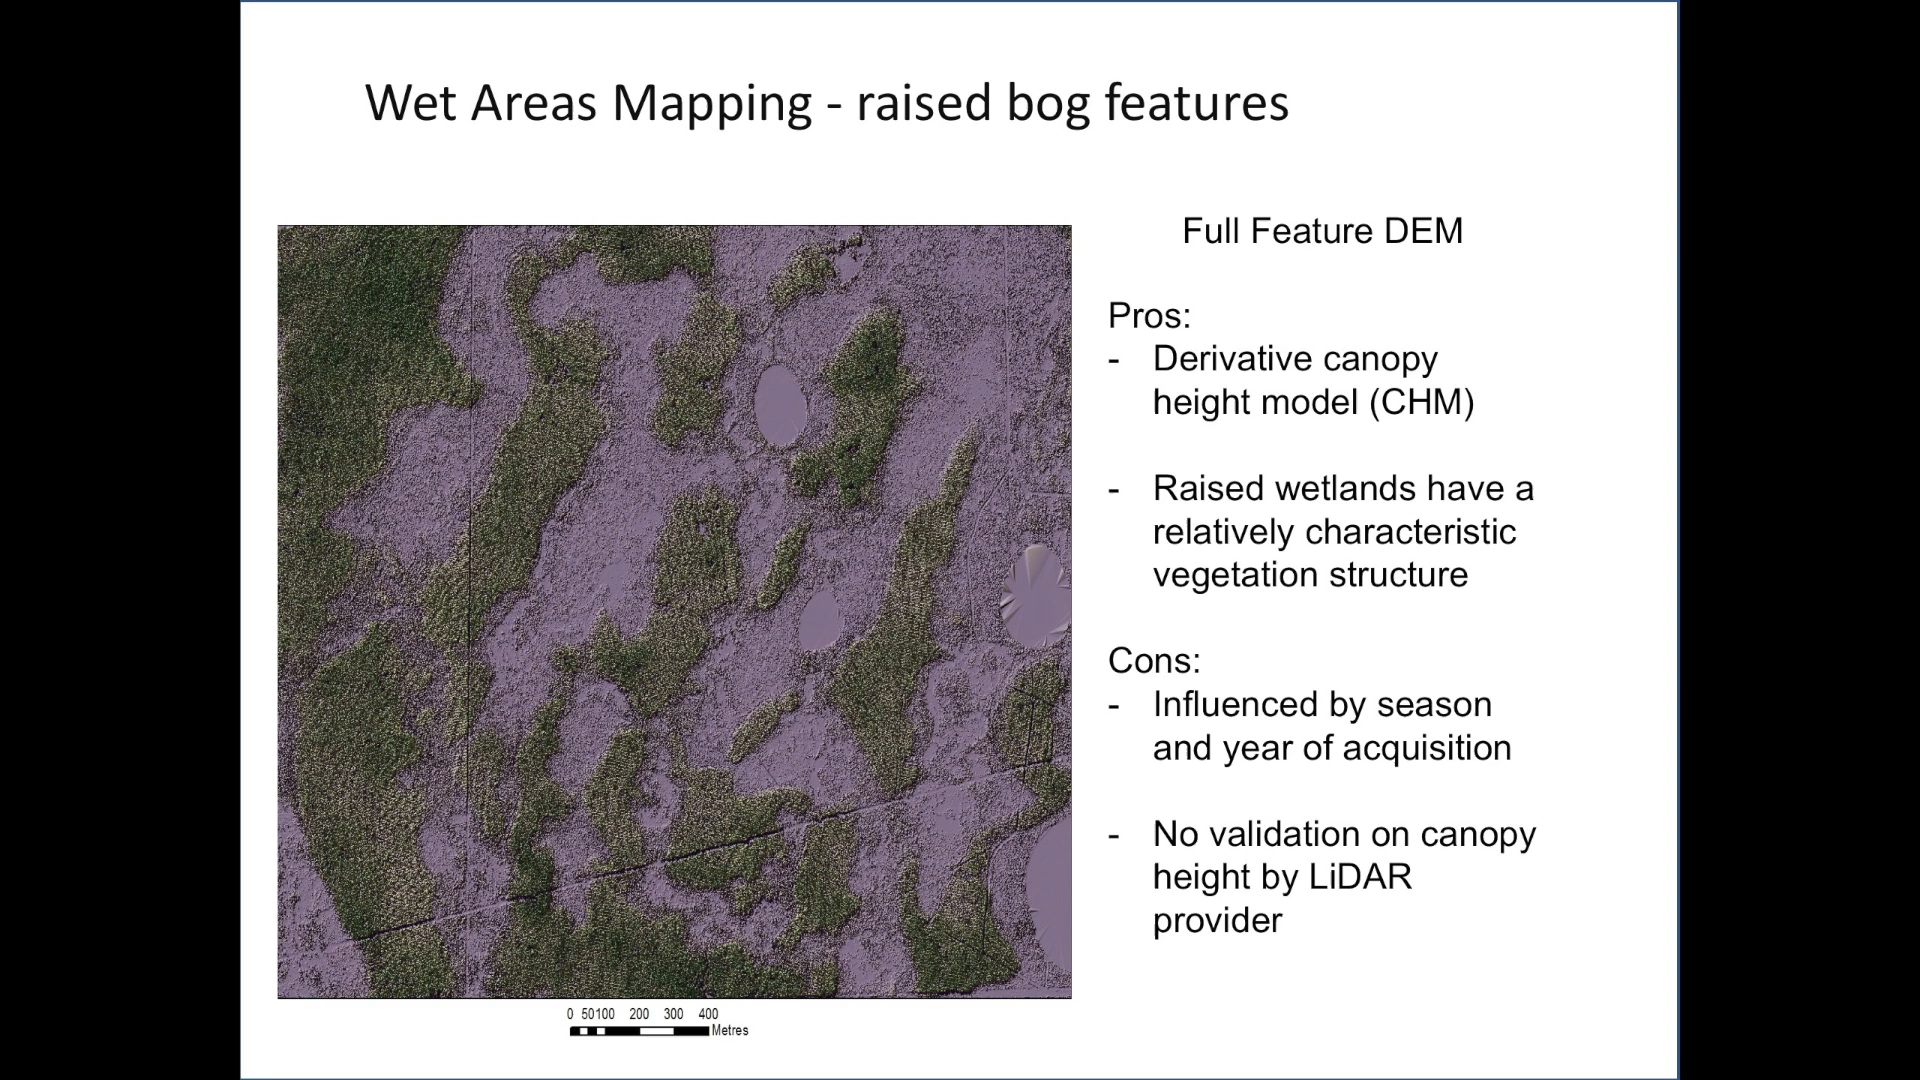 Wet Areas Mapping - raised bog features
Full Feature DEM
Pros:
- Derivative canopy
height model (CHM)
- Raised wetlands have a
relatively characteristic
vegetation structure
Cons:
- Influenced by season
and year of acquisition
- No validation on canopy
height by LiDAR
provider
0 50100 200 300 400
Metres